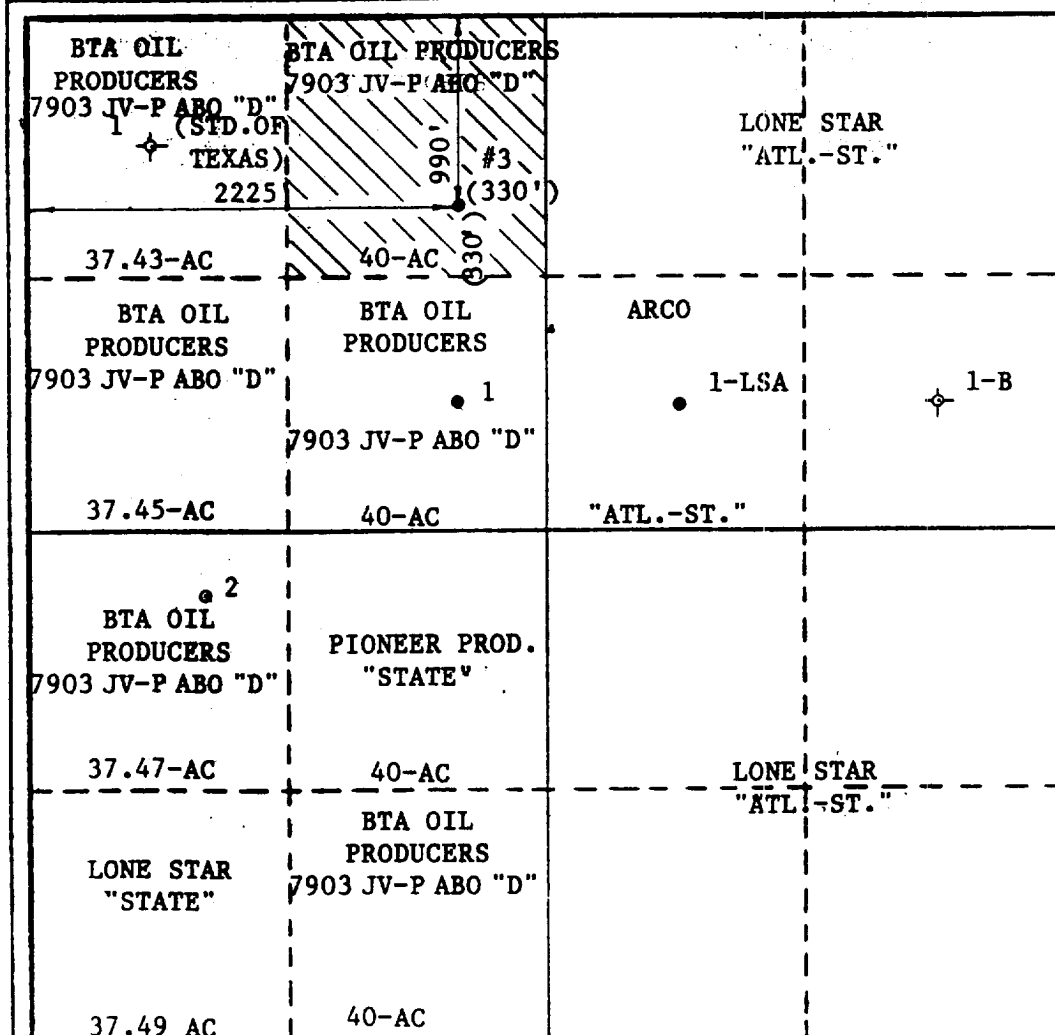 BTA OIL
PRODUCERS
7903 JV-P ABO "D"
1 (STD.OF
TEXAS)
2225
37.43-AC
BTA OIL PRODUCERS
7903 JV-P ABO "D"
990'
#3
(330')
(330')
40-AC
LONE STAR
"ATL.-ST."
BTA OIL
PRODUCERS
7903 JV-P ABO "D"
37.45-AC
BTA OIL
PRODUCERS
1
7903 JV-P ABO "D"
40-AC
ARCO
1-LSA
1-B
"ATL.-ST."
2
BTA OIL
PRODUCERS
7903 JV-P ABO "D"
37.47-AC
PIONEER PROD.
"STATE"
40-AC
LONE STAR
"ATL.-ST."
LONE STAR
"STATE"
37.49 AC
BTA OIL
PRODUCERS
7903 JV-P ABO "D"
40-AC